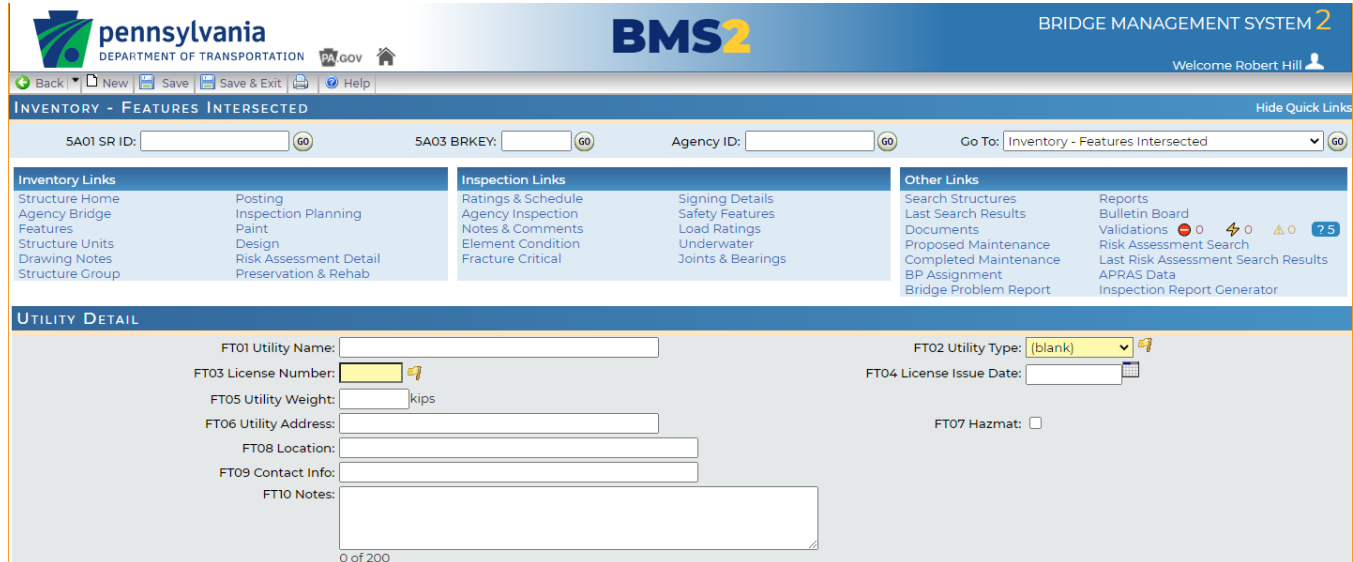 pennsylvania
DEPARTMENT OF TRANSPORTATION PA.GOV
BMS2
BRIDGE MANAGEMENT SYSTEM 2
Welcome Robert Hill
Back New Save Save & Exit Help
INVENTORY - FEATURES INTERSECTED Hide Quick Links
5A01 SR ID: GO 5A03 BRKEY: GO Agency ID: GO Go To: Inventory - Features Intersected GO
Inventory Links
Structure Home Posting
Agency Bridge Inspection Planning
Features Paint
Structure Units Design
Drawing Notes Risk Assessment Detail
Structure Group Preservation & Rehab
Inspection Links
Ratings & Schedule Signing Details
Agency Inspection Safety Features
Notes & Comments Load Ratings
Element Condition Underwater
Fracture Critical Joints & Bearings
Other Links
Search Structures Reports
Last Search Results Bulletin Board
Documents Validations 0 0 0 ? 5
Proposed Maintenance Risk Assessment Search
Completed Maintenance Last Risk Assessment Search Results
BP Assignment APRAS Data
Bridge Problem Report Inspection Report Generator
UTILITY DETAIL
FT01 Utility Name: FT02 Utility Type: (blank)
FT03 License Number: FT04 License Issue Date:
FT05 Utility Weight: kips
FT06 Utility Address: FT07 Hazmat:
FT08 Location:
FT09 Contact Info:
FT10 Notes:
0 of 200